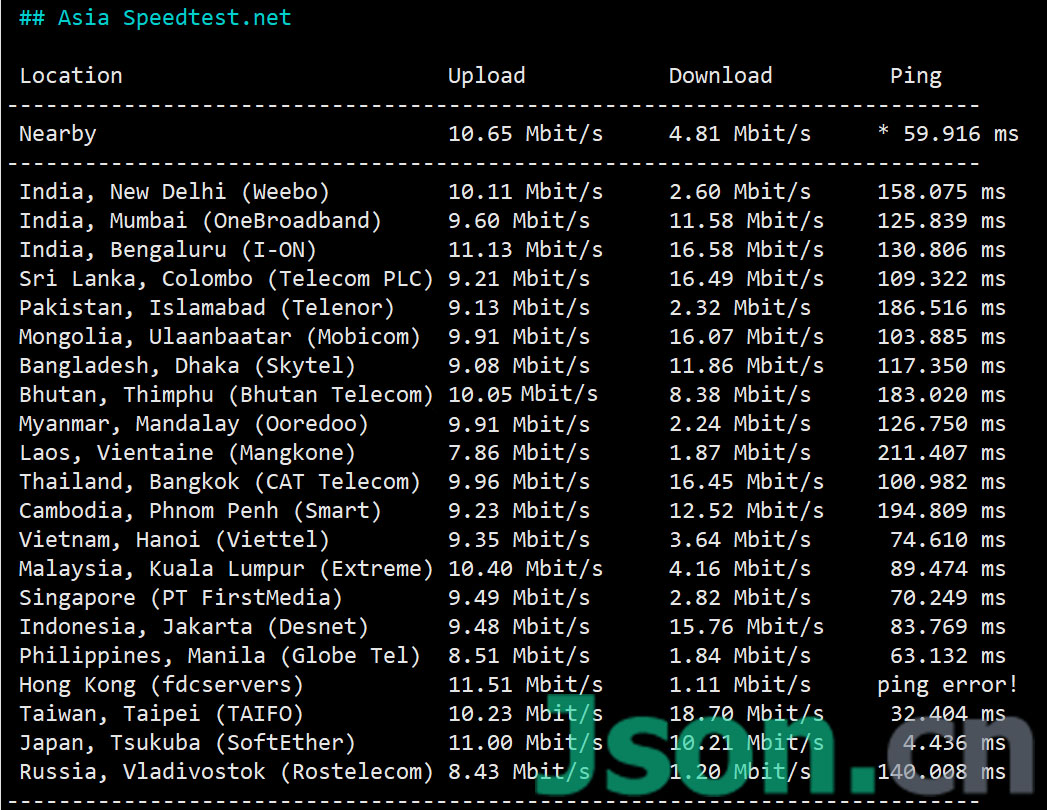 ## Asia Speedtest.net
Location Upload Download Ping
--------------------------------------------------------------------------
Nearby 10.65 Mbit/s 4.81 Mbit/s * 59.916 ms
--------------------------------------------------------------------------
India, New Delhi (Weebo) 10.11 Mbit/s 2.60 Mbit/s 158.075 ms
India, Mumbai (OneBroadband) 9.60 Mbit/s 11.58 Mbit/s 125.839 ms
India, Bengaluru (I-ON) 11.13 Mbit/s 16.58 Mbit/s 130.806 ms
Sri Lanka, Colombo (Telecom PLC) 9.21 Mbit/s 16.49 Mbit/s 109.322 ms
Pakistan, Islamabad (Telenor) 9.13 Mbit/s 2.32 Mbit/s 186.516 ms
Mongolia, Ulaanbaatar (Mobicom) 9.91 Mbit/s 16.07 Mbit/s 103.885 ms
Bangladesh, Dhaka (Skytel) 9.08 Mbit/s 11.86 Mbit/s 117.350 ms
Bhutan, Thimphu (Bhutan Telecom) 10.05 Mbit/s 8.38 Mbit/s 183.020 ms
Myanmar, Mandalay (Ooredoo) 9.91 Mbit/s 2.24 Mbit/s 126.750 ms
Laos, Vientaine (Mangkone) 7.86 Mbit/s 1.87 Mbit/s 211.407 ms
Thailand, Bangkok (CAT Telecom) 9.96 Mbit/s 16.45 Mbit/s 100.982 ms
Cambodia, Phnom Penh (Smart) 9.23 Mbit/s 12.52 Mbit/s 194.809 ms
Vietnam, Hanoi (Viettel) 9.35 Mbit/s 3.64 Mbit/s 74.610 ms
Malaysia, Kuala Lumpur (Extreme) 10.40 Mbit/s 4.16 Mbit/s 89.474 ms
Singapore (PT FirstMedia) 9.49 Mbit/s 2.82 Mbit/s 70.249 ms
Indonesia, Jakarta (Desnet) 9.48 Mbit/s 15.76 Mbit/s 83.769 ms
Philippines, Manila (Globe Tel) 8.51 Mbit/s 1.84 Mbit/s 63.132 ms
Hong Kong (fdcservers) 11.51 Mbit/s 1.11 Mbit/s ping error!
Taiwan, Taipei (TAIFO) 10.23 Mbit/s 18.70 Mbit/s 32.404 ms
Japan, Tsukuba (SoftEther) 11.00 Mbit/s 10.21 Mbit/s 4.436 ms
Russia, Vladivostok (Rostelecom) 8.43 Mbit/s 1.20 Mbit/s 140.008 ms
--------------------------------------------------------------------------
Json.cn